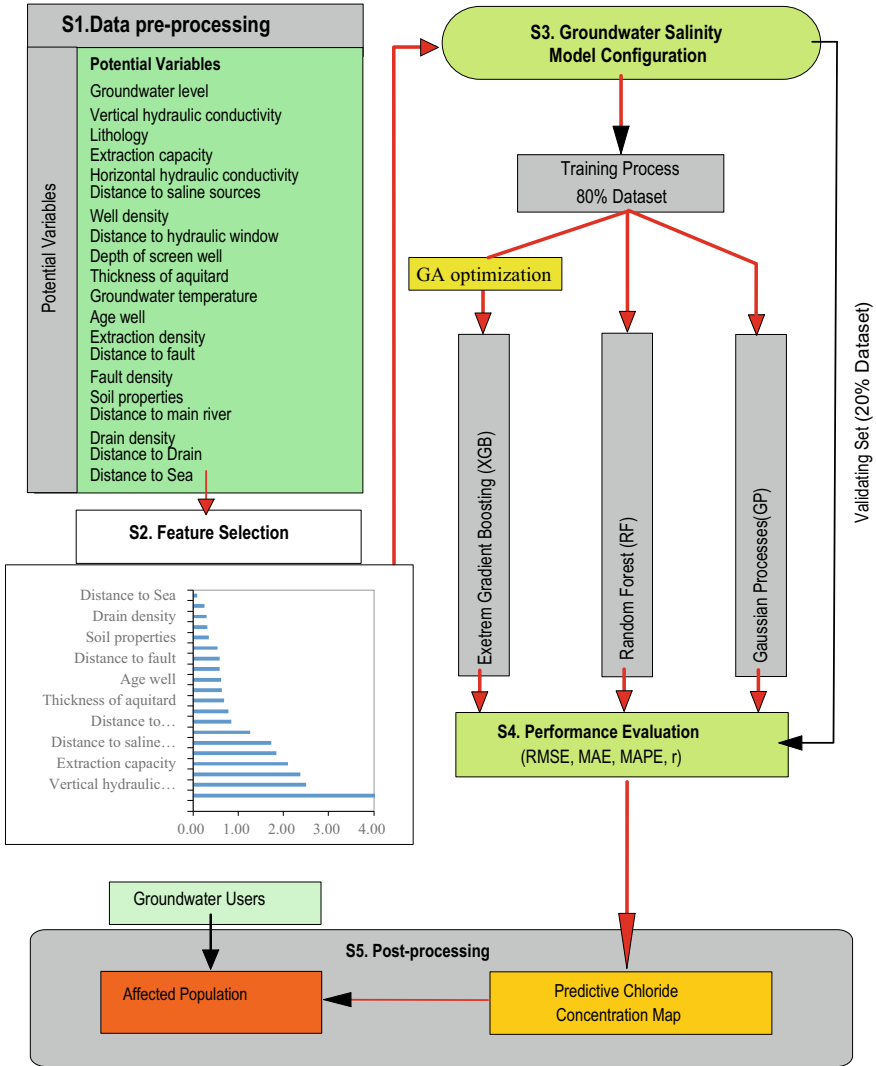 S1.Data pre-processing
Potential Variables
Potential Variables
Groundwater level
Vertical hydraulic conductivity
Lithology
Extraction capacity
Horizontal hydraulic conductivity
Distance to saline sources
Well density
Distance to hydraulic window
Depth of screen well
Thickness of aquitard
Groundwater temperature
Age well
Extraction density
Distance to fault
Fault density
Soil properties
Distance to main river
Drain density
Distance to Drain
Distance to Sea
S2. Feature Selection
Distance to Sea
Drain density
Soil properties
Distance to fault
Age well
Thickness of aquitard
Distance to…
Distance to saline…
Extraction capacity
Vertical hydraulic…
0.00 1.00 2.00 3.00 4.00
S3. Groundwater Salinity
Model Configuration
Training Process
80% Dataset
GA optimization
Exetrem Gradient Boosting (XGB)
Random Forest (RF)
Gaussian Processes(GP)
Validating Set (20% Dataset)
S4. Performance Evaluation
(RMSE, MAE, MAPE, r)
Groundwater Users
S5. Post-processing
Affected Population
Predictive Chloride
Concentration Map